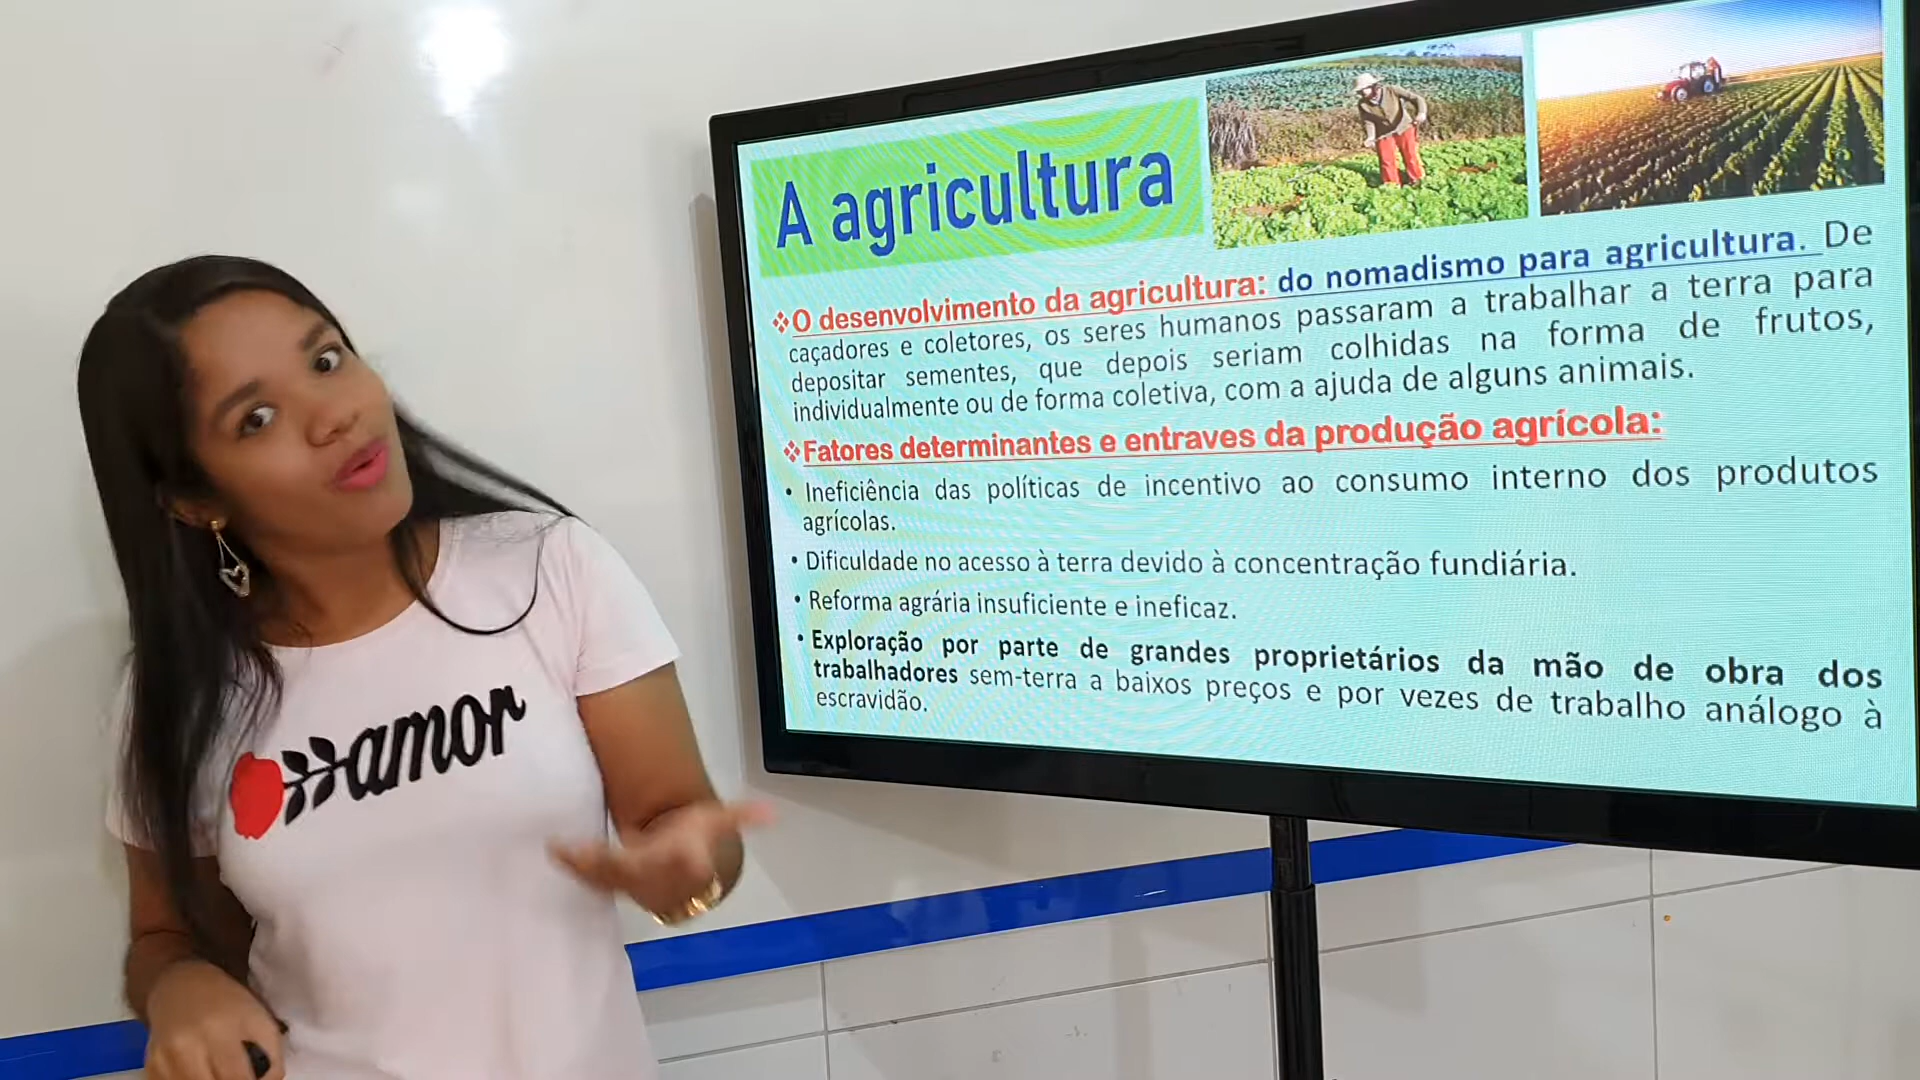 A agricultura
❖O desenvolvimento da agricultura: do nomadismo para agricultura. De
caçadores e coletores, os seres humanos passaram a trabalhar a terra para
depositar sementes, que depois seriam colhidas na forma de frutos,
individualmente ou de forma coletiva, com a ajuda de alguns animais.
❖Fatores determinantes e entraves da produção agrícola:
• Ineficiência das políticas de incentivo ao consumo interno dos produtos
agrícolas.
• Dificuldade no acesso à terra devido à concentração fundiária.
• Reforma agrária insuficiente e ineficaz.
• Exploração por parte de grandes proprietários da mão de obra dos
trabalhadores sem-terra a baixos preços e por vezes de trabalho análogo à
escravidão.
amor